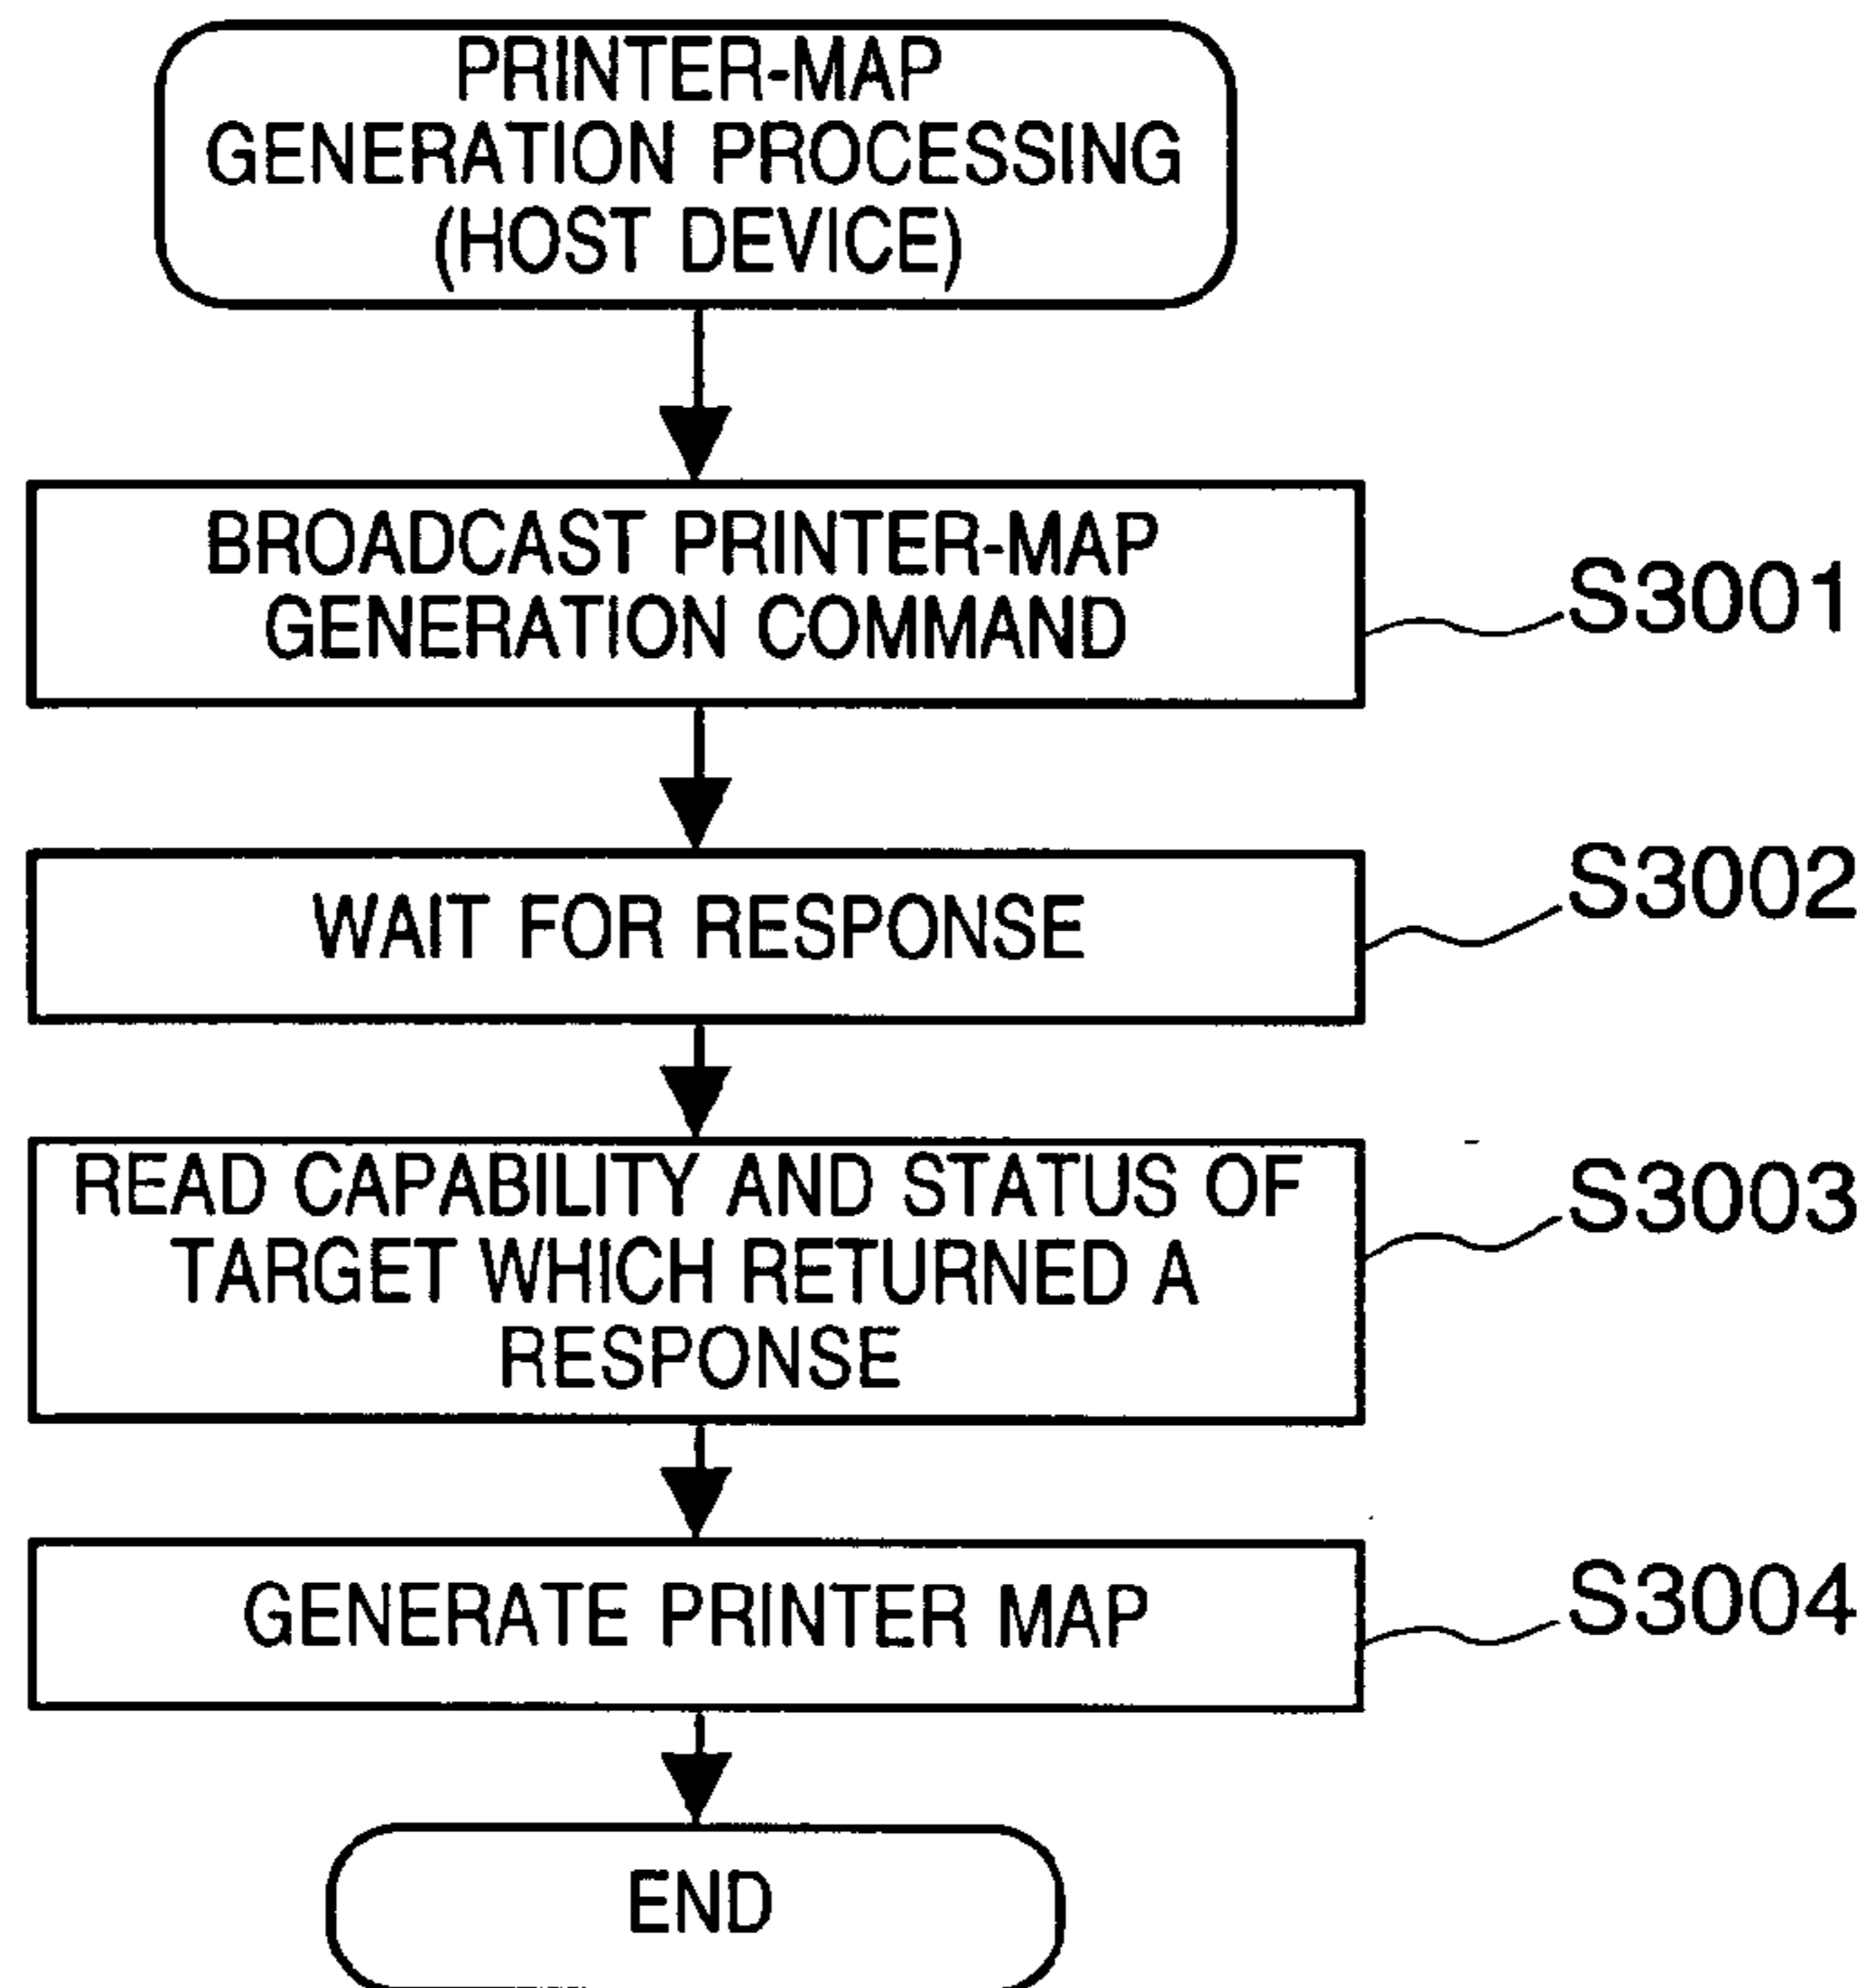 PRINTER-MAP
GENERATION PROCESSING
(HOST DEVICE)
BROADCAST PRINTER-MAP
GENERATION COMMAND
S3001
WAIT FOR RESPONSE
S3002
READ CAPABILITY AND STATUS OF
TARGET WHICH RETURNED A
RESPONSE
S3003
GENERATE PRINTER MAP
S3004
END